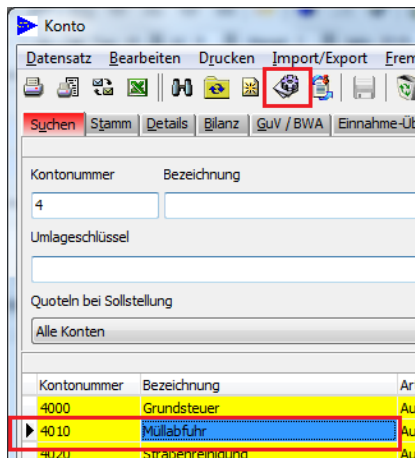 Konto
Datensatz Bearbeiten Drucken Import/Export Frem
Suchen Stamm Details Bilanz GuV / BWA Einnahme-Üb
Kontonummer Bezeichnung
4
Umlageschlüssel
Quoteln bei Sollstellung
Alle Konten
Kontonummer Bezeichnung Ar
4000 Grundsteuer Au
4010 Müllabfuhr Au
4020 Straßenreinigung Au